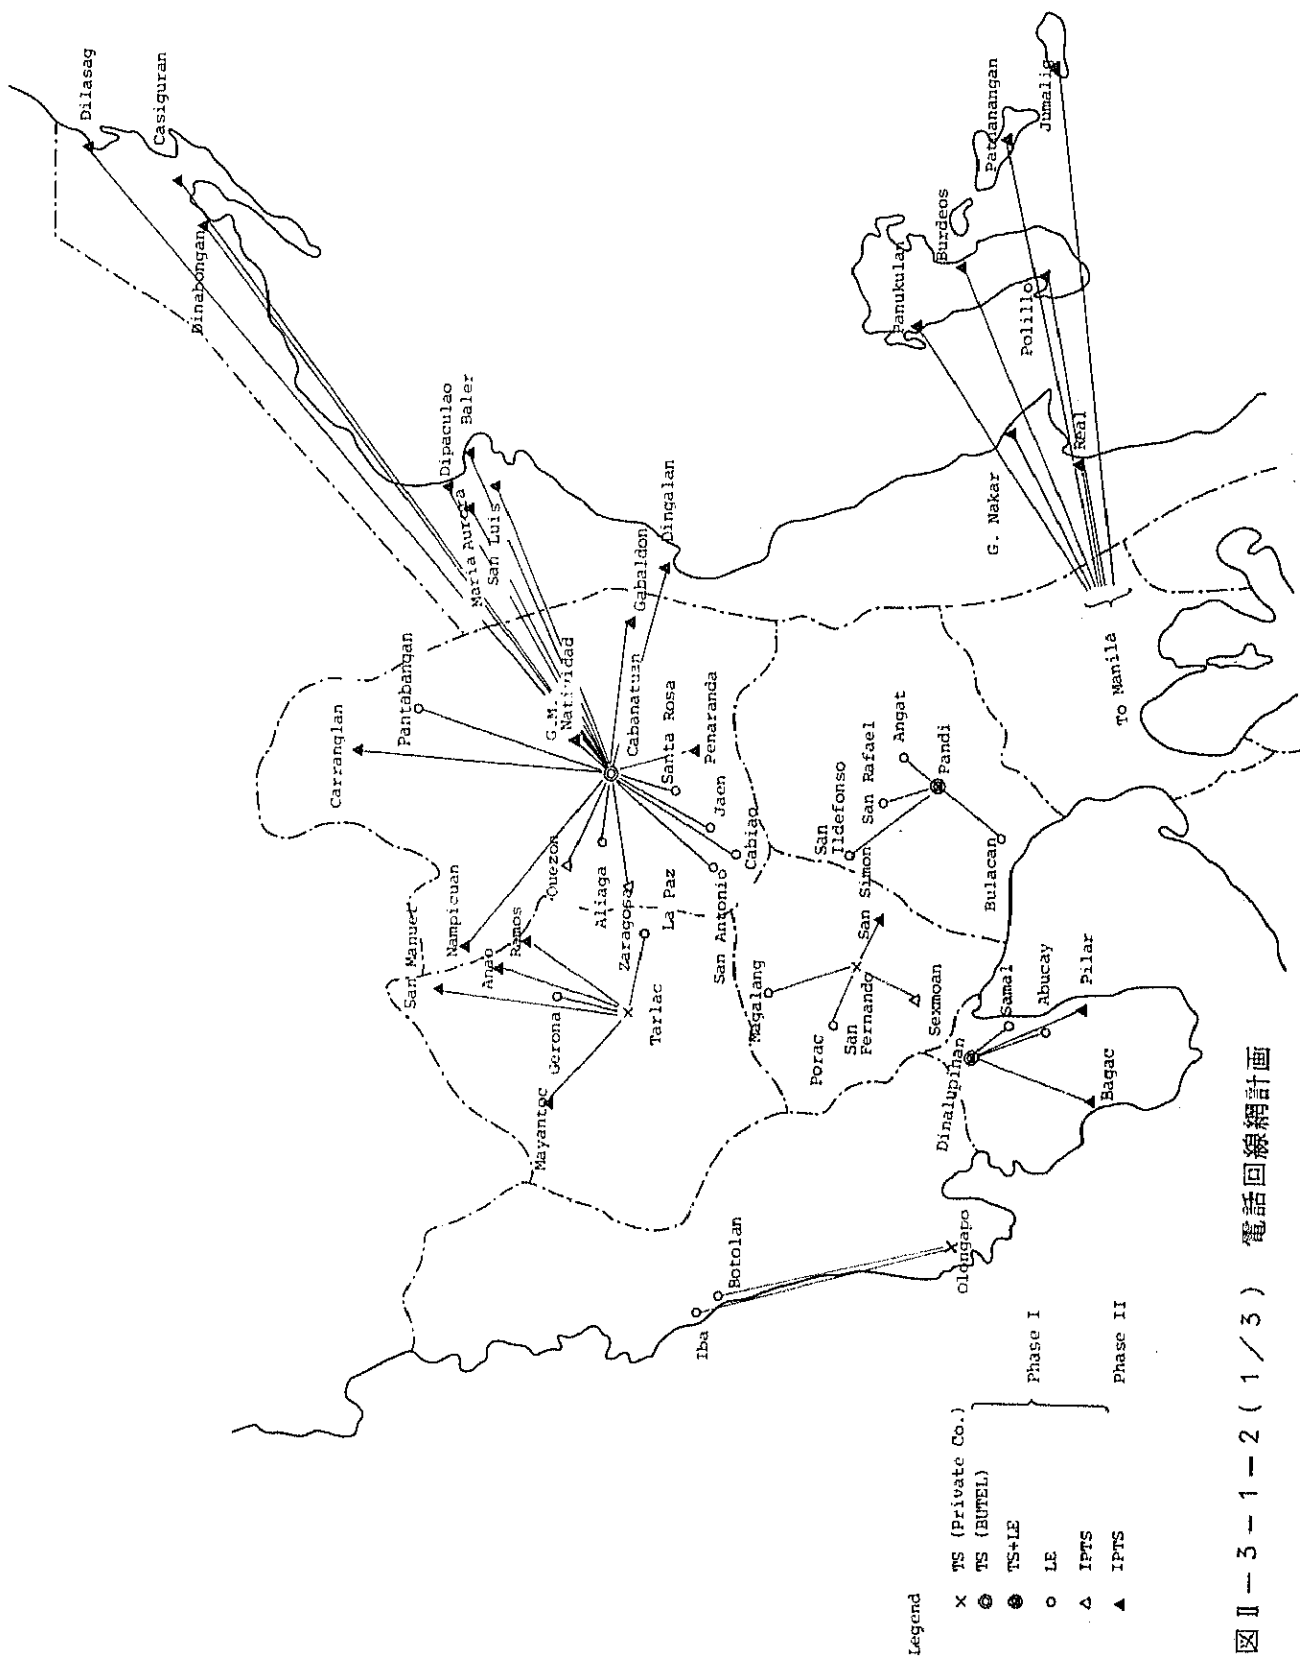 Dilasag
Casiguran
Dinabongan
Dipaculao
Baler
Maria Aurora
San Luis
Dingalan
Gabaldon
Pantabangan
Carranglan
G.M.
Natividad
Cabanatuan
Santa Rosa
Penaranda
Jaen
Cabiao
San Antonio
Quezon
Aliaga
Zaragosa
La Paz
Nampicuan
San Manuel
Anao
Ramos
Gerona
Mayantoc
Tarlac
Panukulan
Burdeos
Patnanangan
Jumalig
Polillo
G. Nakar
Real
To Manila
Angat
San Rafael
San
Ildefonso
Pandi
Bulacan
San Simon
Magalang
Porac
San
Fernando
Sexmoan
Dinalupihan
Samal
Abucay
Pilar
Bagac
Iba
Botolan
Olongapo
Legend
× TS (Private Co.)
◎ TS (BUTEL)
TS+LE
○ LE
△ IPTS
Phase I
▲ IPTS Phase II
図Ⅱ-3-1-2(1/3) 電話回線網計画